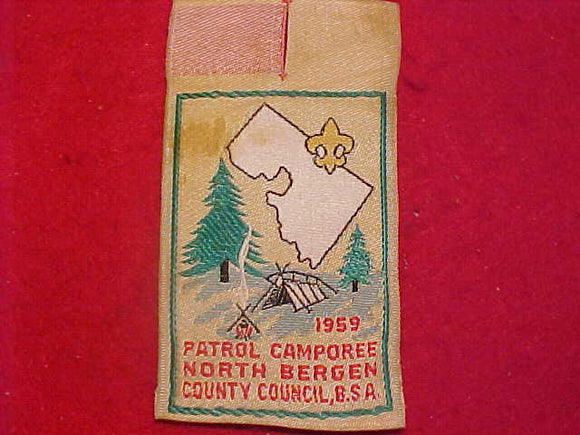 1959
PATROL CAMPOREE
NORTH BERGEN
COUNTY COUNCIL, B.S.A.